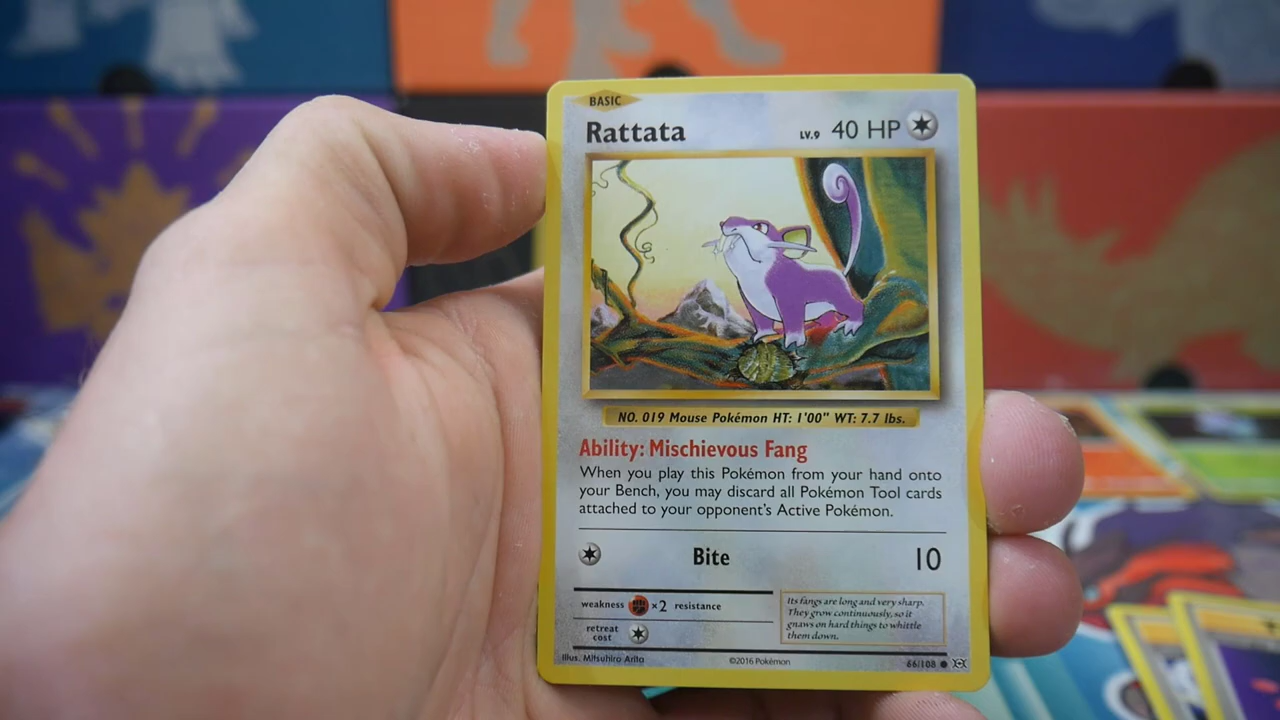 BASIC
Rattata LV.9 40 HP
NO. 019 Mouse Pokémon HT: 1'00" WT: 7.7 lbs.
Ability: Mischievous Fang
When you play this Pokémon from your hand onto
your Bench, you may discard all Pokémon Tool cards
attached to your opponent's Active Pokémon.
Bite 10
weakness ×2 resistance
retreat
cost
Its fangs are long and very sharp.
They grow continuously, so it
gnaws on hard things to whittle
them down.
Illus. Mitsuhiro Arita ©2016 Pokémon 66/108